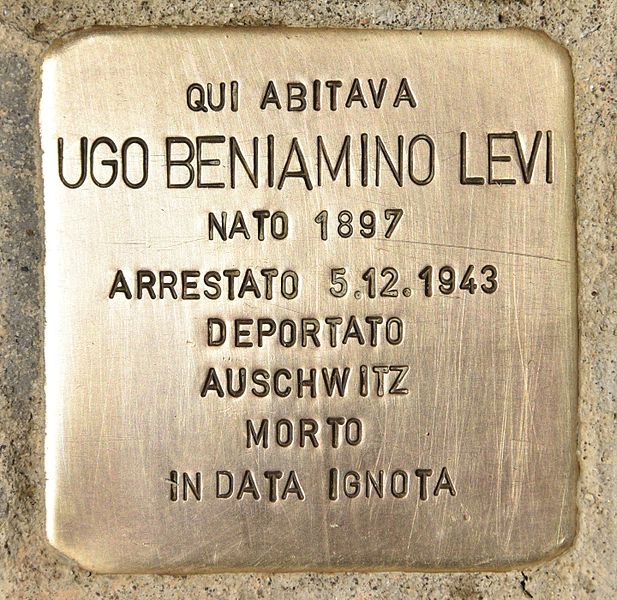 QUI ABITAVA
UGO BENIAMINO LEVI
NATO 1897
ARRESTATO 5.12.1943
DEPORTATO
AUSCHWITZ
MORTO
IN DATA IGNOTA